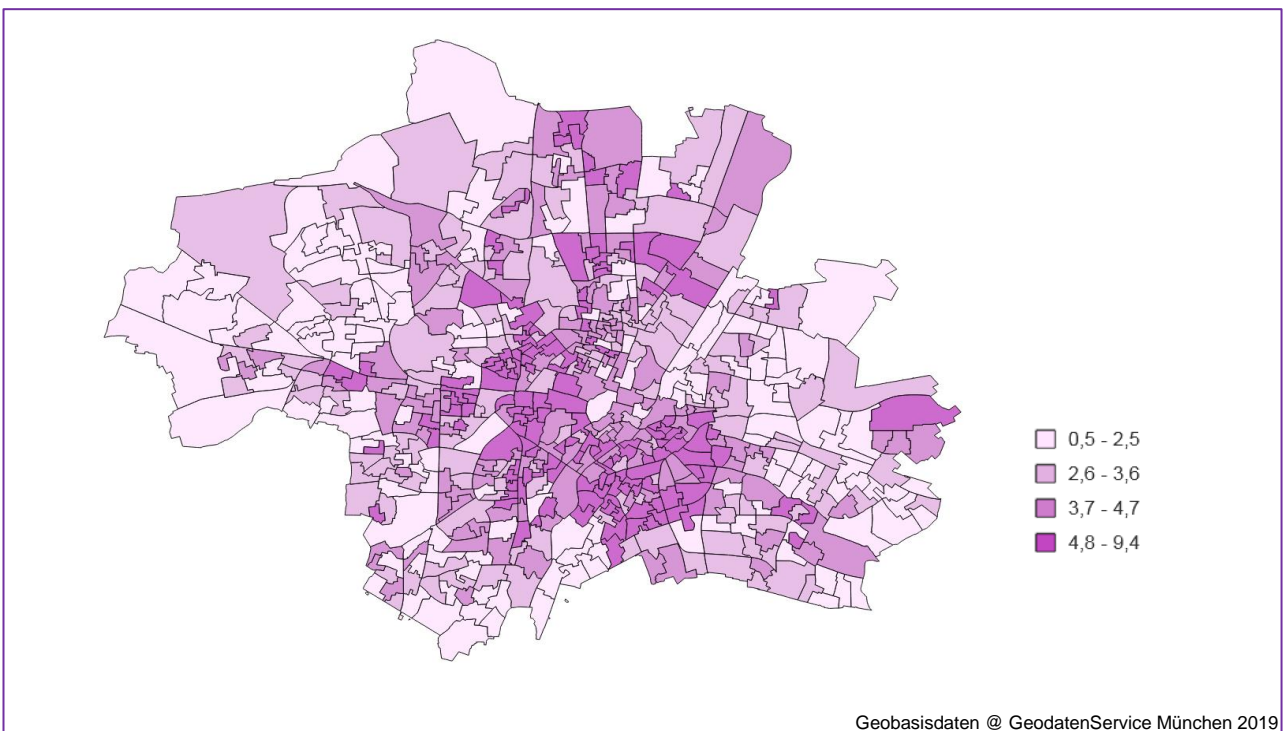 0,5 - 2,5
2,6 - 3,6
3,7 - 4,7
4,8 - 9,4
Geobasisdaten @ GeodatenService München 2019